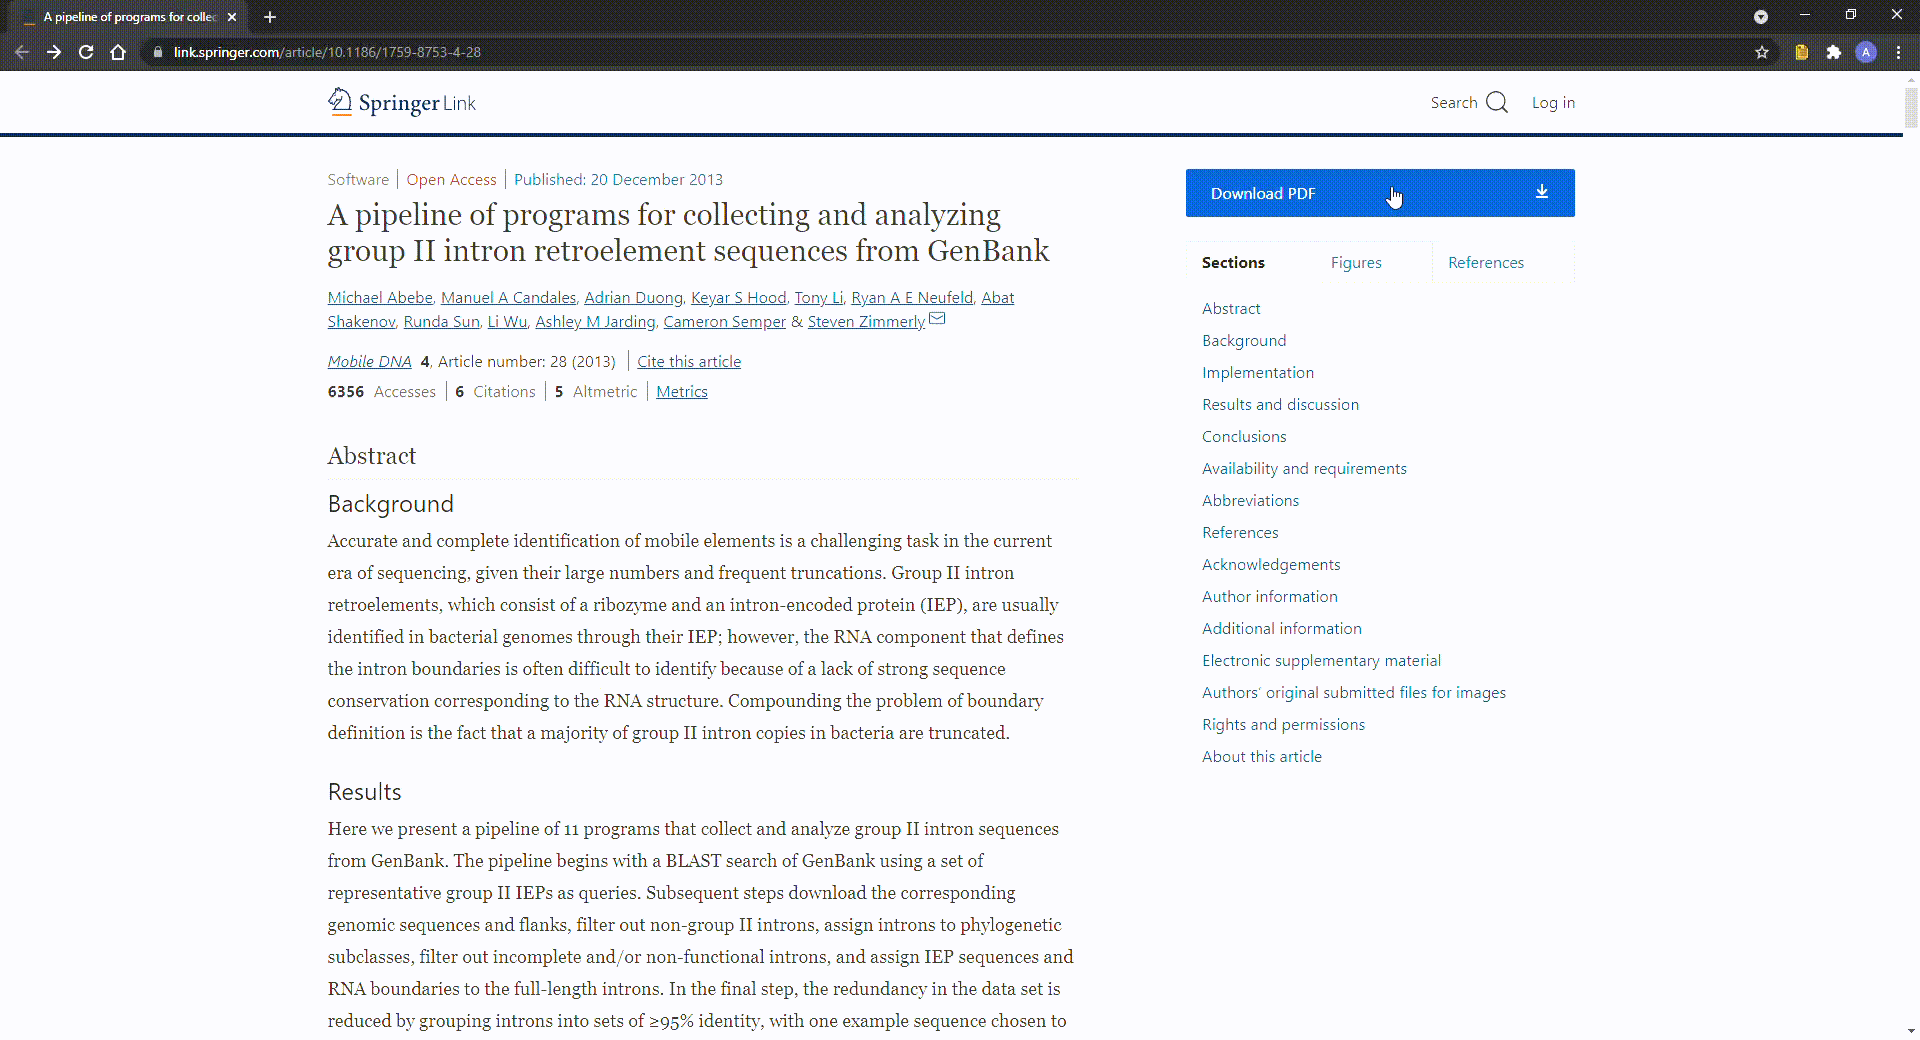 A pipeline of programs for collec
link.springer.com/article/10.1186/1759-8753-4-28
A
Springer Link
Search
Log in
Software | Open Access | Published: 20 December 2013
A pipeline of programs for collecting and analyzing
group II intron retroelement sequences from GenBank
Michael Abebe, Manuel A Candales, Adrian Duong, Keyar S Hood, Tony Li, Ryan A E Neufeld, Abat
Shakenov, Runda Sun, Li Wu, Ashley M Jarding, Cameron Semper & Steven Zimmerly
Mobile DNA 4, Article number: 28 (2013) | Cite this article
6356 Accesses | 6 Citations | 5 Altmetric | Metrics
Abstract
Background
Accurate and complete identification of mobile elements is a challenging task in the current
era of sequencing, given their large numbers and frequent truncations. Group II intron
retroelements, which consist of a ribozyme and an intron-encoded protein (IEP), are usually
identified in bacterial genomes through their IEP; however, the RNA component that defines
the intron boundaries is often difficult to identify because of a lack of strong sequence
conservation corresponding to the RNA structure. Compounding the problem of boundary
definition is the fact that a majority of group II intron copies in bacteria are truncated.
Results
Here we present a pipeline of 11 programs that collect and analyze group II intron sequences
from GenBank. The pipeline begins with a BLAST search of GenBank using a set of
representative group II IEPs as queries. Subsequent steps download the corresponding
genomic sequences and flanks, filter out non-group II introns, assign introns to phylogenetic
subclasses, filter out incomplete and/or non-functional introns, and assign IEP sequences and
RNA boundaries to the full-length introns. In the final step, the redundancy in the data set is
reduced by grouping introns into sets of ≥95% identity, with one example sequence chosen to
Download PDF
Sections
Figures
References
Abstract
Background
Implementation
Results and discussion
Conclusions
Availability and requirements
Abbreviations
References
Acknowledgements
Author information
Additional information
Electronic supplementary material
Authors' original submitted files for images
Rights and permissions
About this article